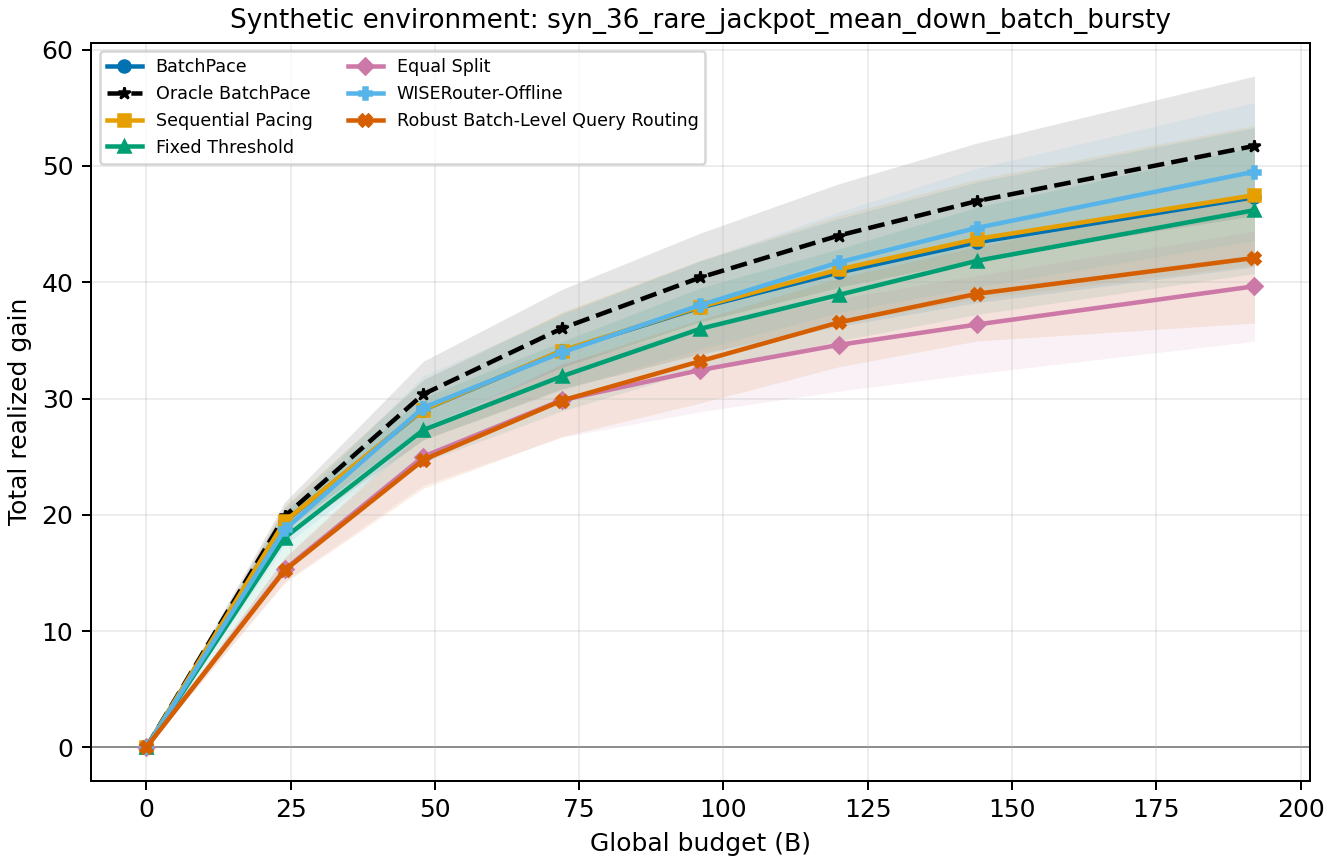 Synthetic environment: syn_36_rare_jackpot_mean_down_batch_bursty
BatchPace
Oracle BatchPace
Sequential Pacing
Fixed Threshold
Equal Split
WISERouter-Offline
Robust Batch-Level Query Routing
Total realized gain
60
50
40
30
20
10
0
0 25 50 75 100 125 150 175 200
Global budget (B)